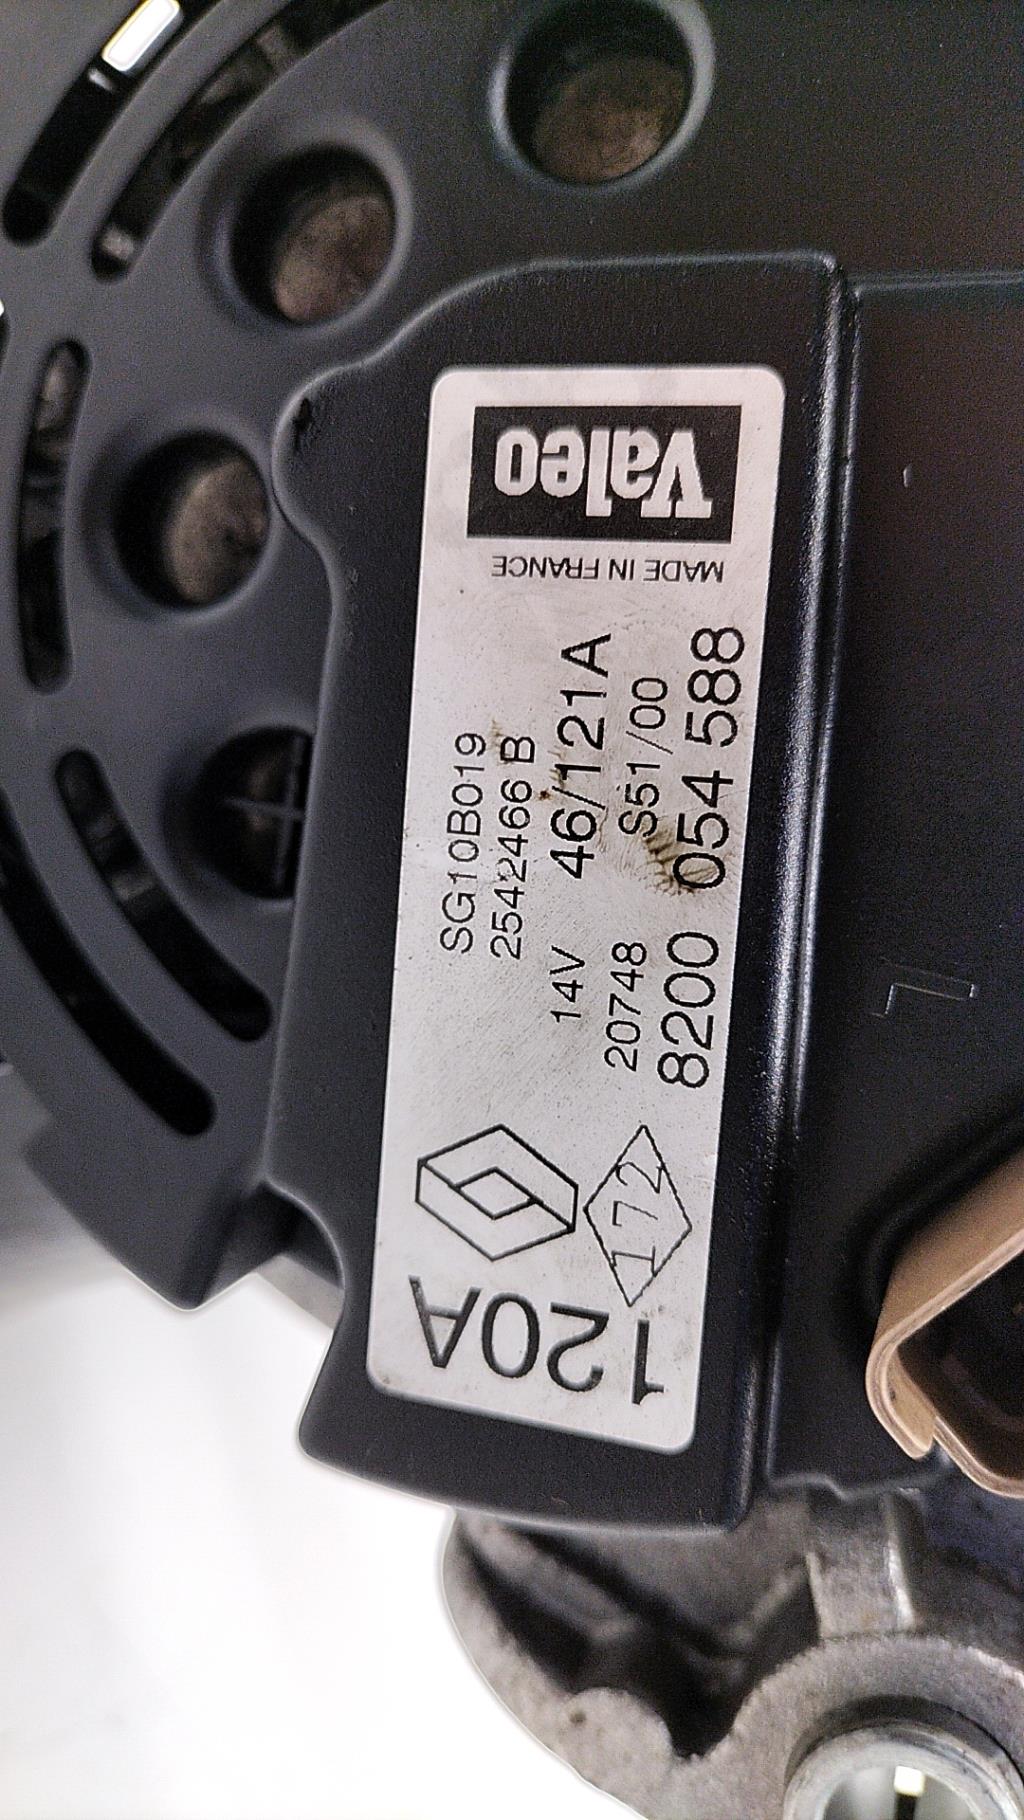 Valeo
MADE IN FRANCE
SG10B019
2542466 B
14V 46/121A
20748 S51/00
8200 054 588
172
120A